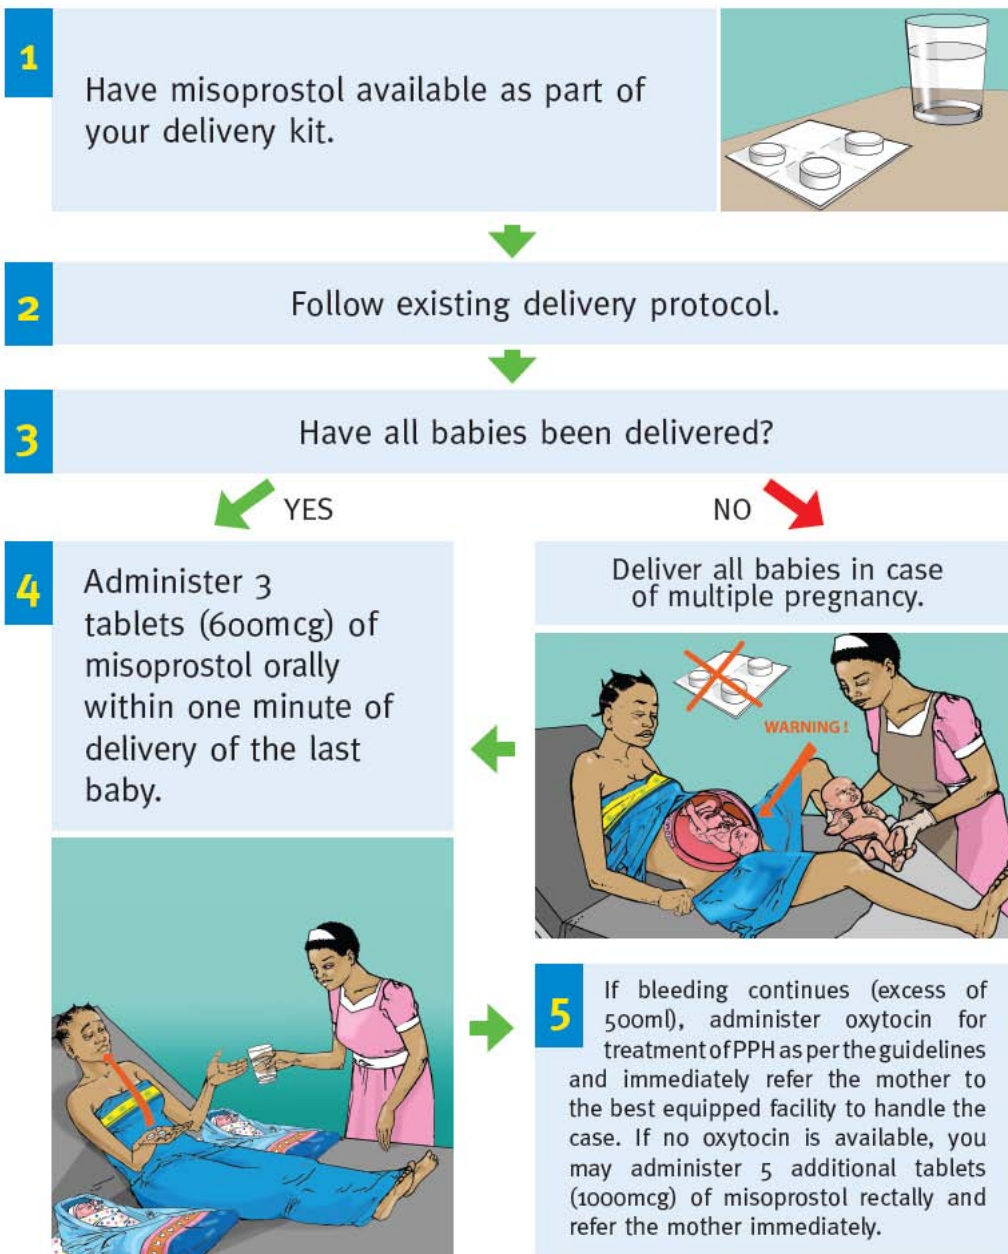 1
Have misoprostol available as part of
your delivery kit.
2
Follow existing delivery protocol.
3
Have all babies been delivered?
YES
NO
4
Administer 3
tablets (600mcg) of
misoprostol orally
within one minute of
delivery of the last
baby.
Deliver all babies in case
of multiple pregnancy.
WARNING!
5
If bleeding continues (excess of
500ml), administer oxytocin for
treatment of PPH as per the guidelines
and immediately refer the mother to
the best equipped facility to handle the
case. If no oxytocin is available, you
may administer 5 additional tablets
(1000mcg) of misoprostol rectally and
refer the mother immediately.